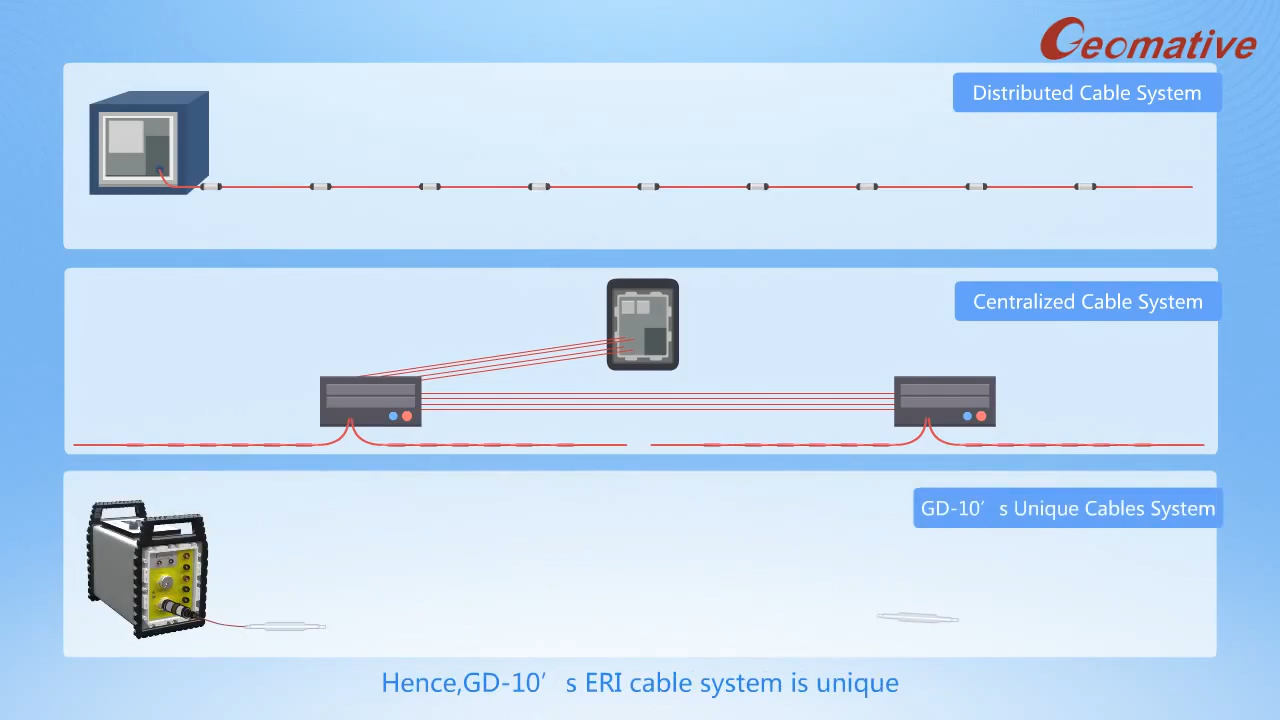 Geomative
Distributed Cable System
Centralized Cable System
GD-10’ s Unique Cables System
Hence,GD-10’ s ERI cable system is unique